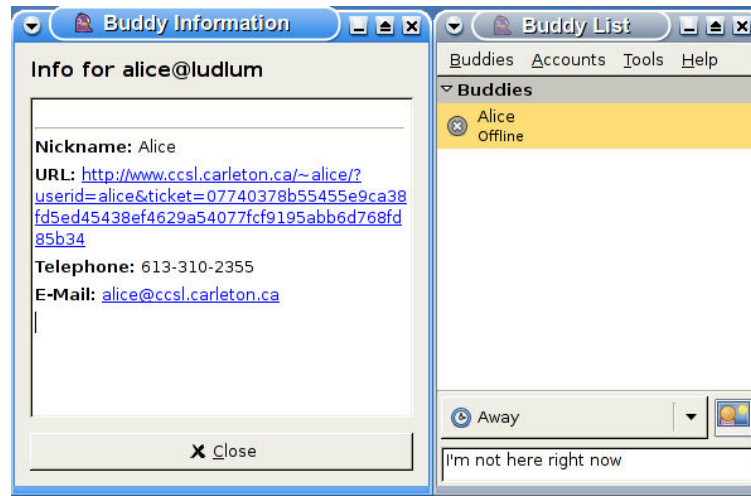 Buddy Information
Info for alice@ludlum
Nickname: Alice
URL: http://www.ccsl.carleton.ca/~alice/?
userid=alice&ticket=07740378b55455e9ca38
fd5ed45438ef4629a54077fcf9195abb6d768fd
85b34
Telephone: 613-310-2355
E-Mail: alice@ccsl.carleton.ca
Close
Buddy List
Buddies Accounts Tools Help
Buddies
Alice
Offline
Away
I'm not here right now